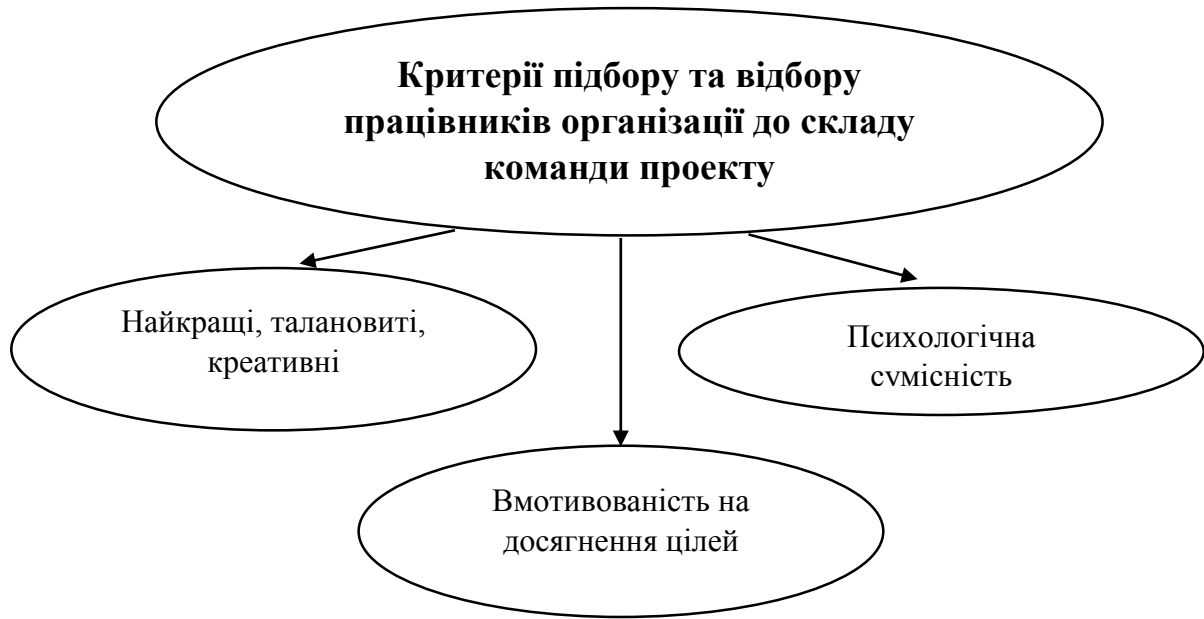 Критерії підбору та відбору
працівників організації до складу
команди проекту
Найкращі, талановиті,
креативні
Психологічна
сумісність
Вмотивованість на
досягнення цілей